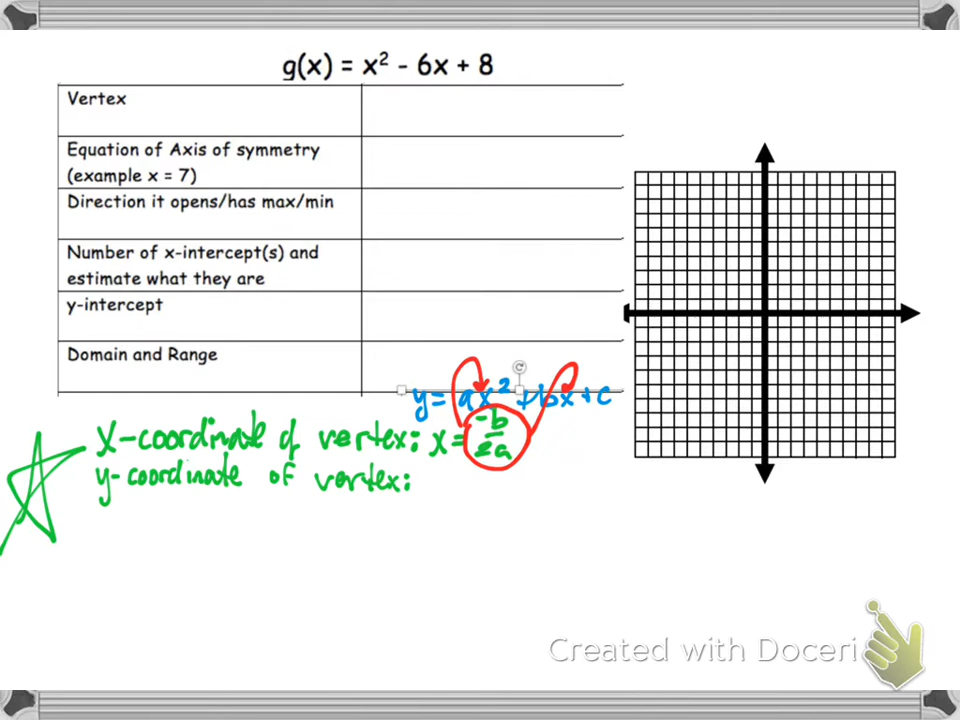 g(x) = x² - 6x + 8
Vertex
Equation of Axis of symmetry
(example x = 7)
Direction it opens/has max/min
Number of x-intercept(s) and
estimate what they are
y-intercept
Domain and Range
y = ax² + bx + c
x-coordinate of vertex: x = -b/2a
y-coordinate of vertex:
Created with Doceri